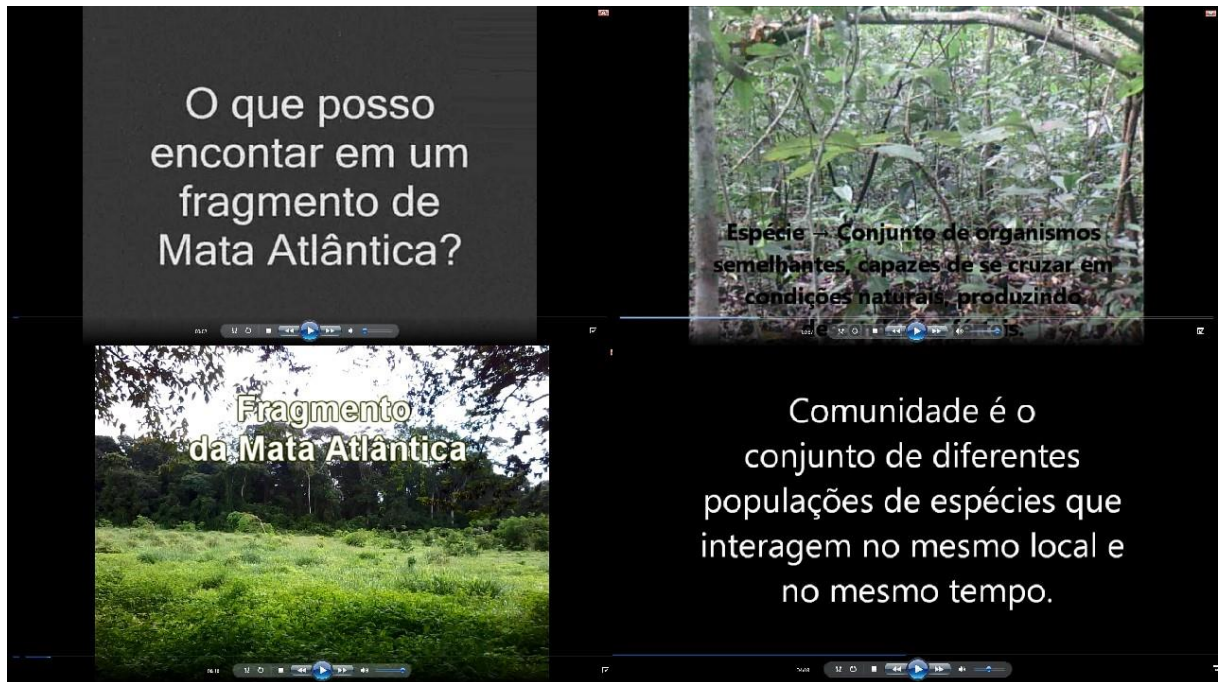 O que posso
encontar em um
fragmento de
Mata Atlântica?
Espécie → Conjunto de organismos
semelhantes, capazes de se cruzar em
condições naturais, produzindo
Fragmento
da Mata Atlântica
Comunidade é o
conjunto de diferentes
populações de espécies que
interagem no mesmo local e
no mesmo tempo.